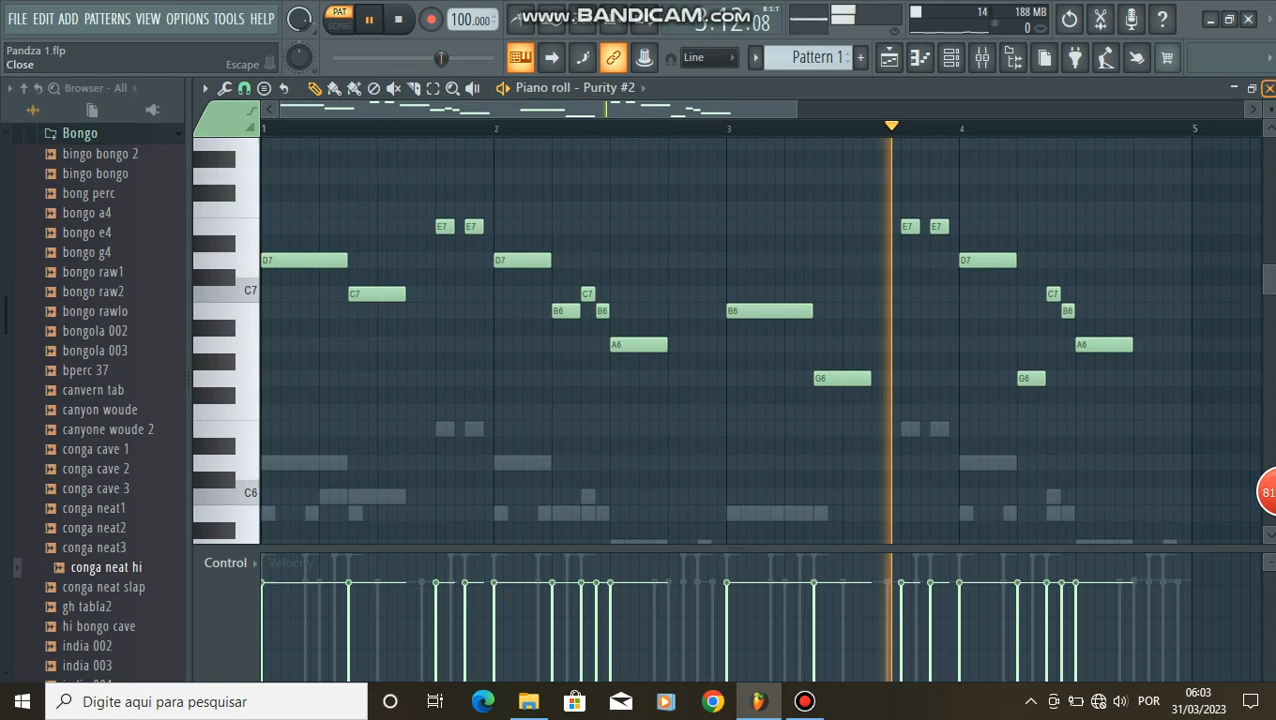 FILE EDIT ADD PATTERNS VIEW OPTIONS TOOLS HELP
PAT
100.000
www.BANDICAM.com
3:12:08
B:S:T
14
188 MB
0
Pandza 1.flp
Close
Escape
Line
Pattern 1
Browser - All
Piano roll - Purity #2
Bongo
bingo bongo 2
bingo bongo
bong perc
bongo a4
bongo e4
bongo g4
bongo raw1
bongo raw2
bongo rawlo
bongola 002
bongola 003
bperc 37
canvern tab
canyon woude
canyone woude 2
conga cave 1
conga cave 2
conga cave 3
conga neat1
conga neat2
conga neat3
conga neat hi
conga neat slap
gh tabla2
hi bongo cave
india 002
india 003
1 2 3 4 5
E7 E7 E7 E7
D7 D7 D7
C7 C7 C7 C7
B6 B6 B6 B6
A6 A6
G6 G6
C6
81
Control
Velocity
Digite aqui para pesquisar
POR
06:03
31/03/2023